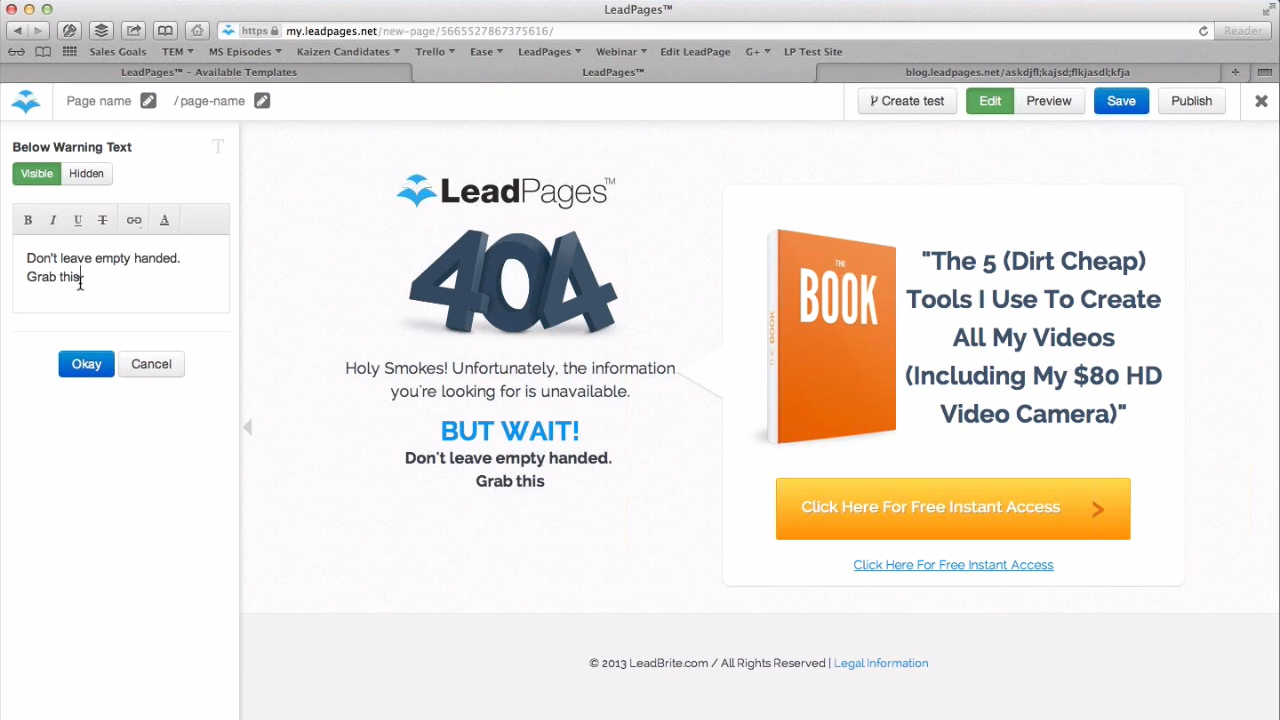 LeadPages™
https my.leadpages.net/new-page/5665527867375616/
Reader
Sales Goals TEM MS Episodes Kaizen Candidates Trello Ease LeadPages Webinar Edit LeadPage G+ LP Test Site
LeadPages™ – Available Templates
LeadPages™
blog.leadpages.net/askdjfl;kajsd;flkjasdl;kfja
Page name /page-name
Create test Edit Preview Save Publish
Below Warning Text
T
Visible Hidden
B I U T A
Don't leave empty handed.
Grab this
Okay Cancel
LeadPages™
404
Holy Smokes! Unfortunately, the information
you're looking for is unavailable.
BUT WAIT!
Don't leave empty handed.
Grab this
THE
BOOK
THE BOOK
"The 5 (Dirt Cheap)
Tools I Use To Create
All My Videos
(Including My $80 HD
Video Camera)"
Click Here For Free Instant Access
Click Here For Free Instant Access
© 2013 LeadBrite.com / All Rights Reserved | Legal Information